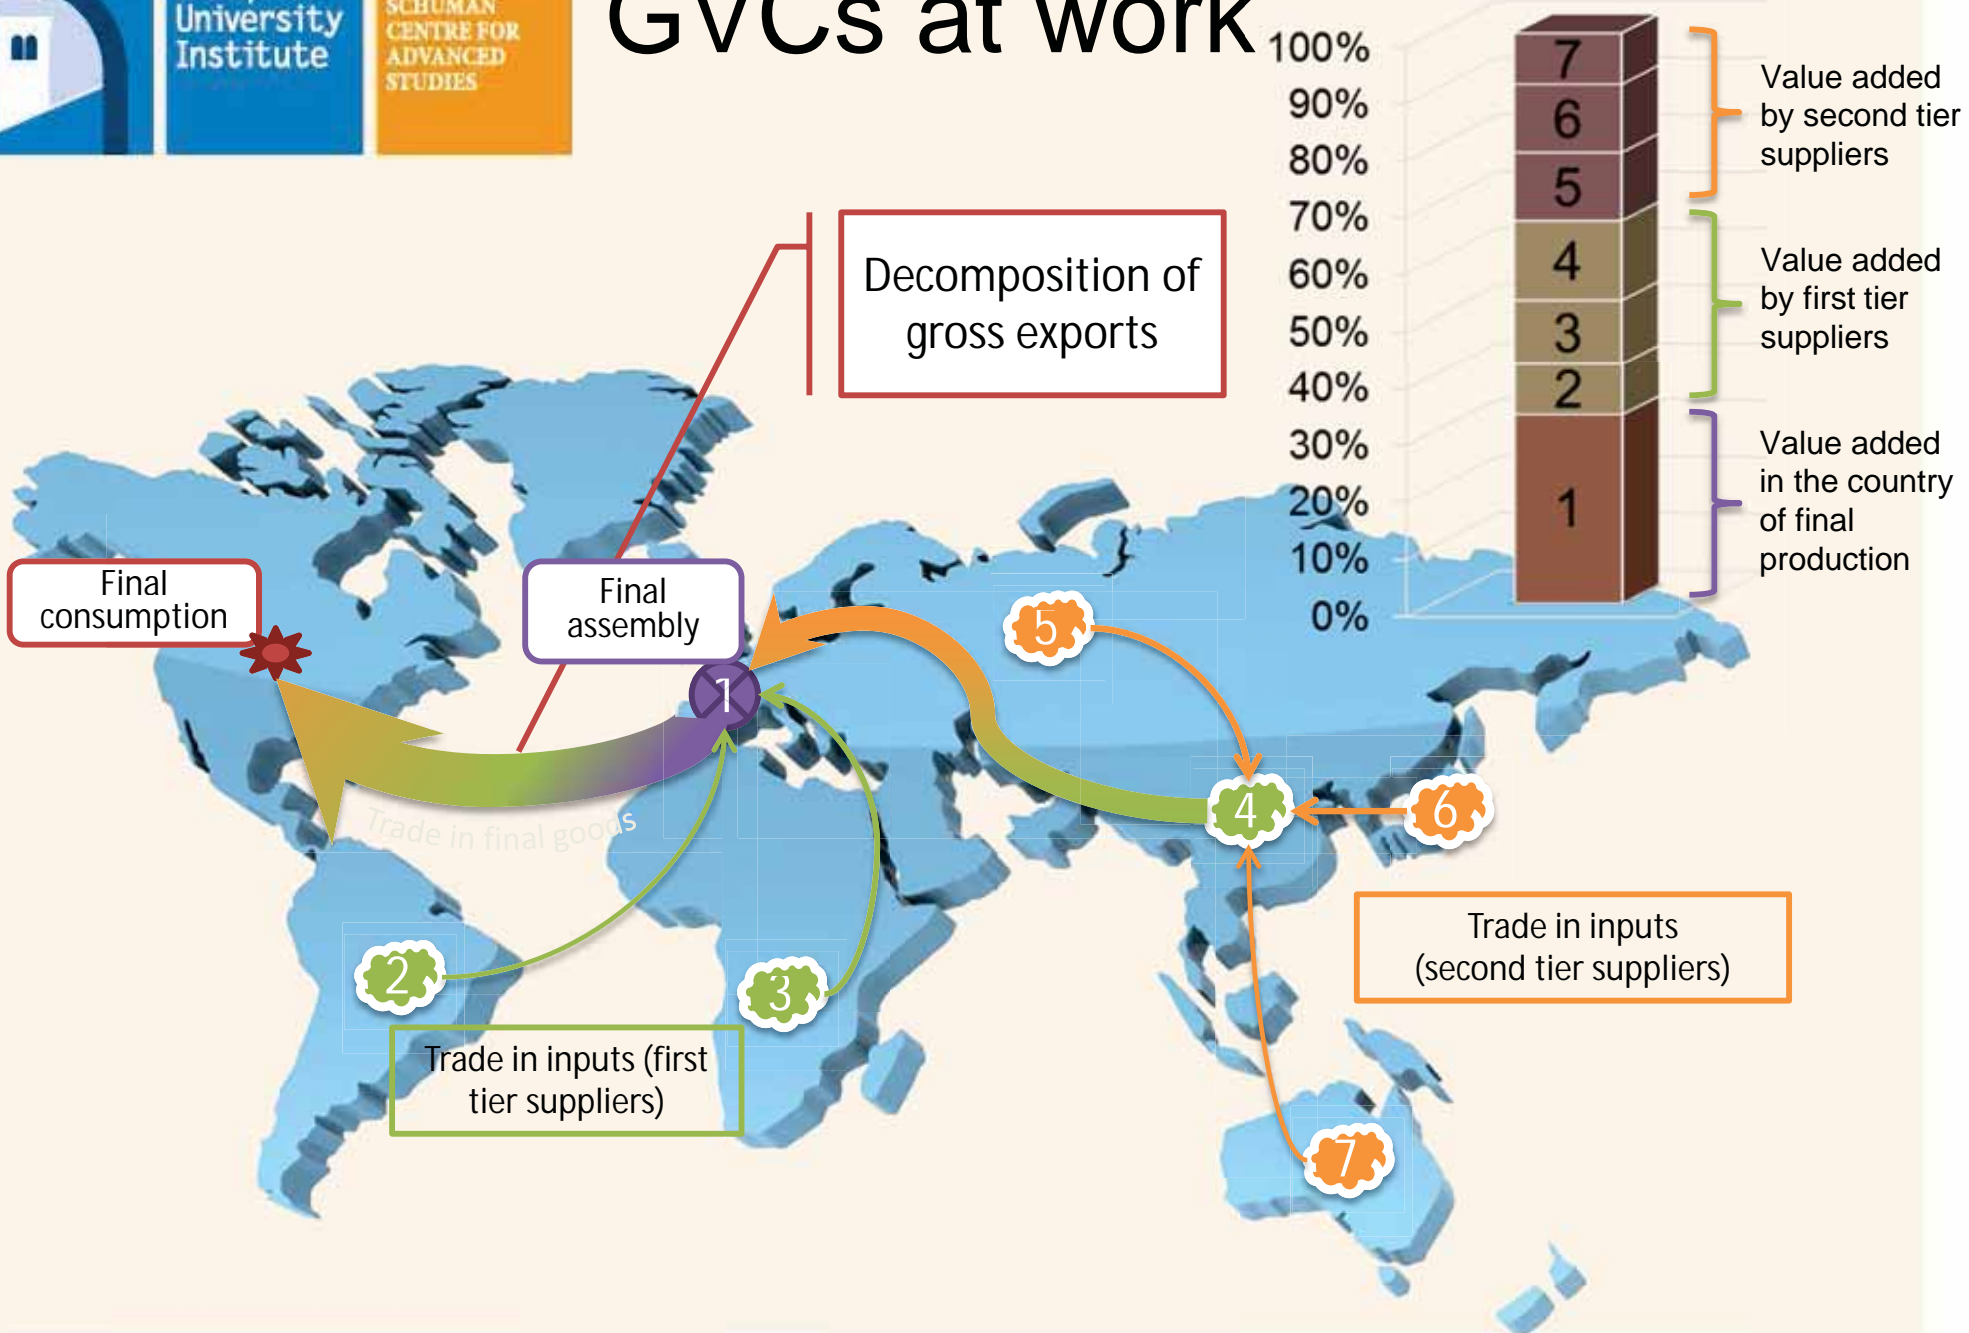 University
Institute
SCHUMAN
CENTRE FOR
ADVANCED
STUDIES
GVCs at work
100%
90%
80%
70%
60%
50%
40%
30%
20%
10%
0%
7
6
5
4
3
2
1
Value added
by second tier
suppliers
Value added
by first tier
suppliers
Value added
in the country
of final
production
Decomposition of
gross exports
Final
consumption
Final
assembly
1
5
4
6
Trade in final goods
2
3
7
Trade in inputs
(second tier suppliers)
Trade in inputs (first
tier suppliers)